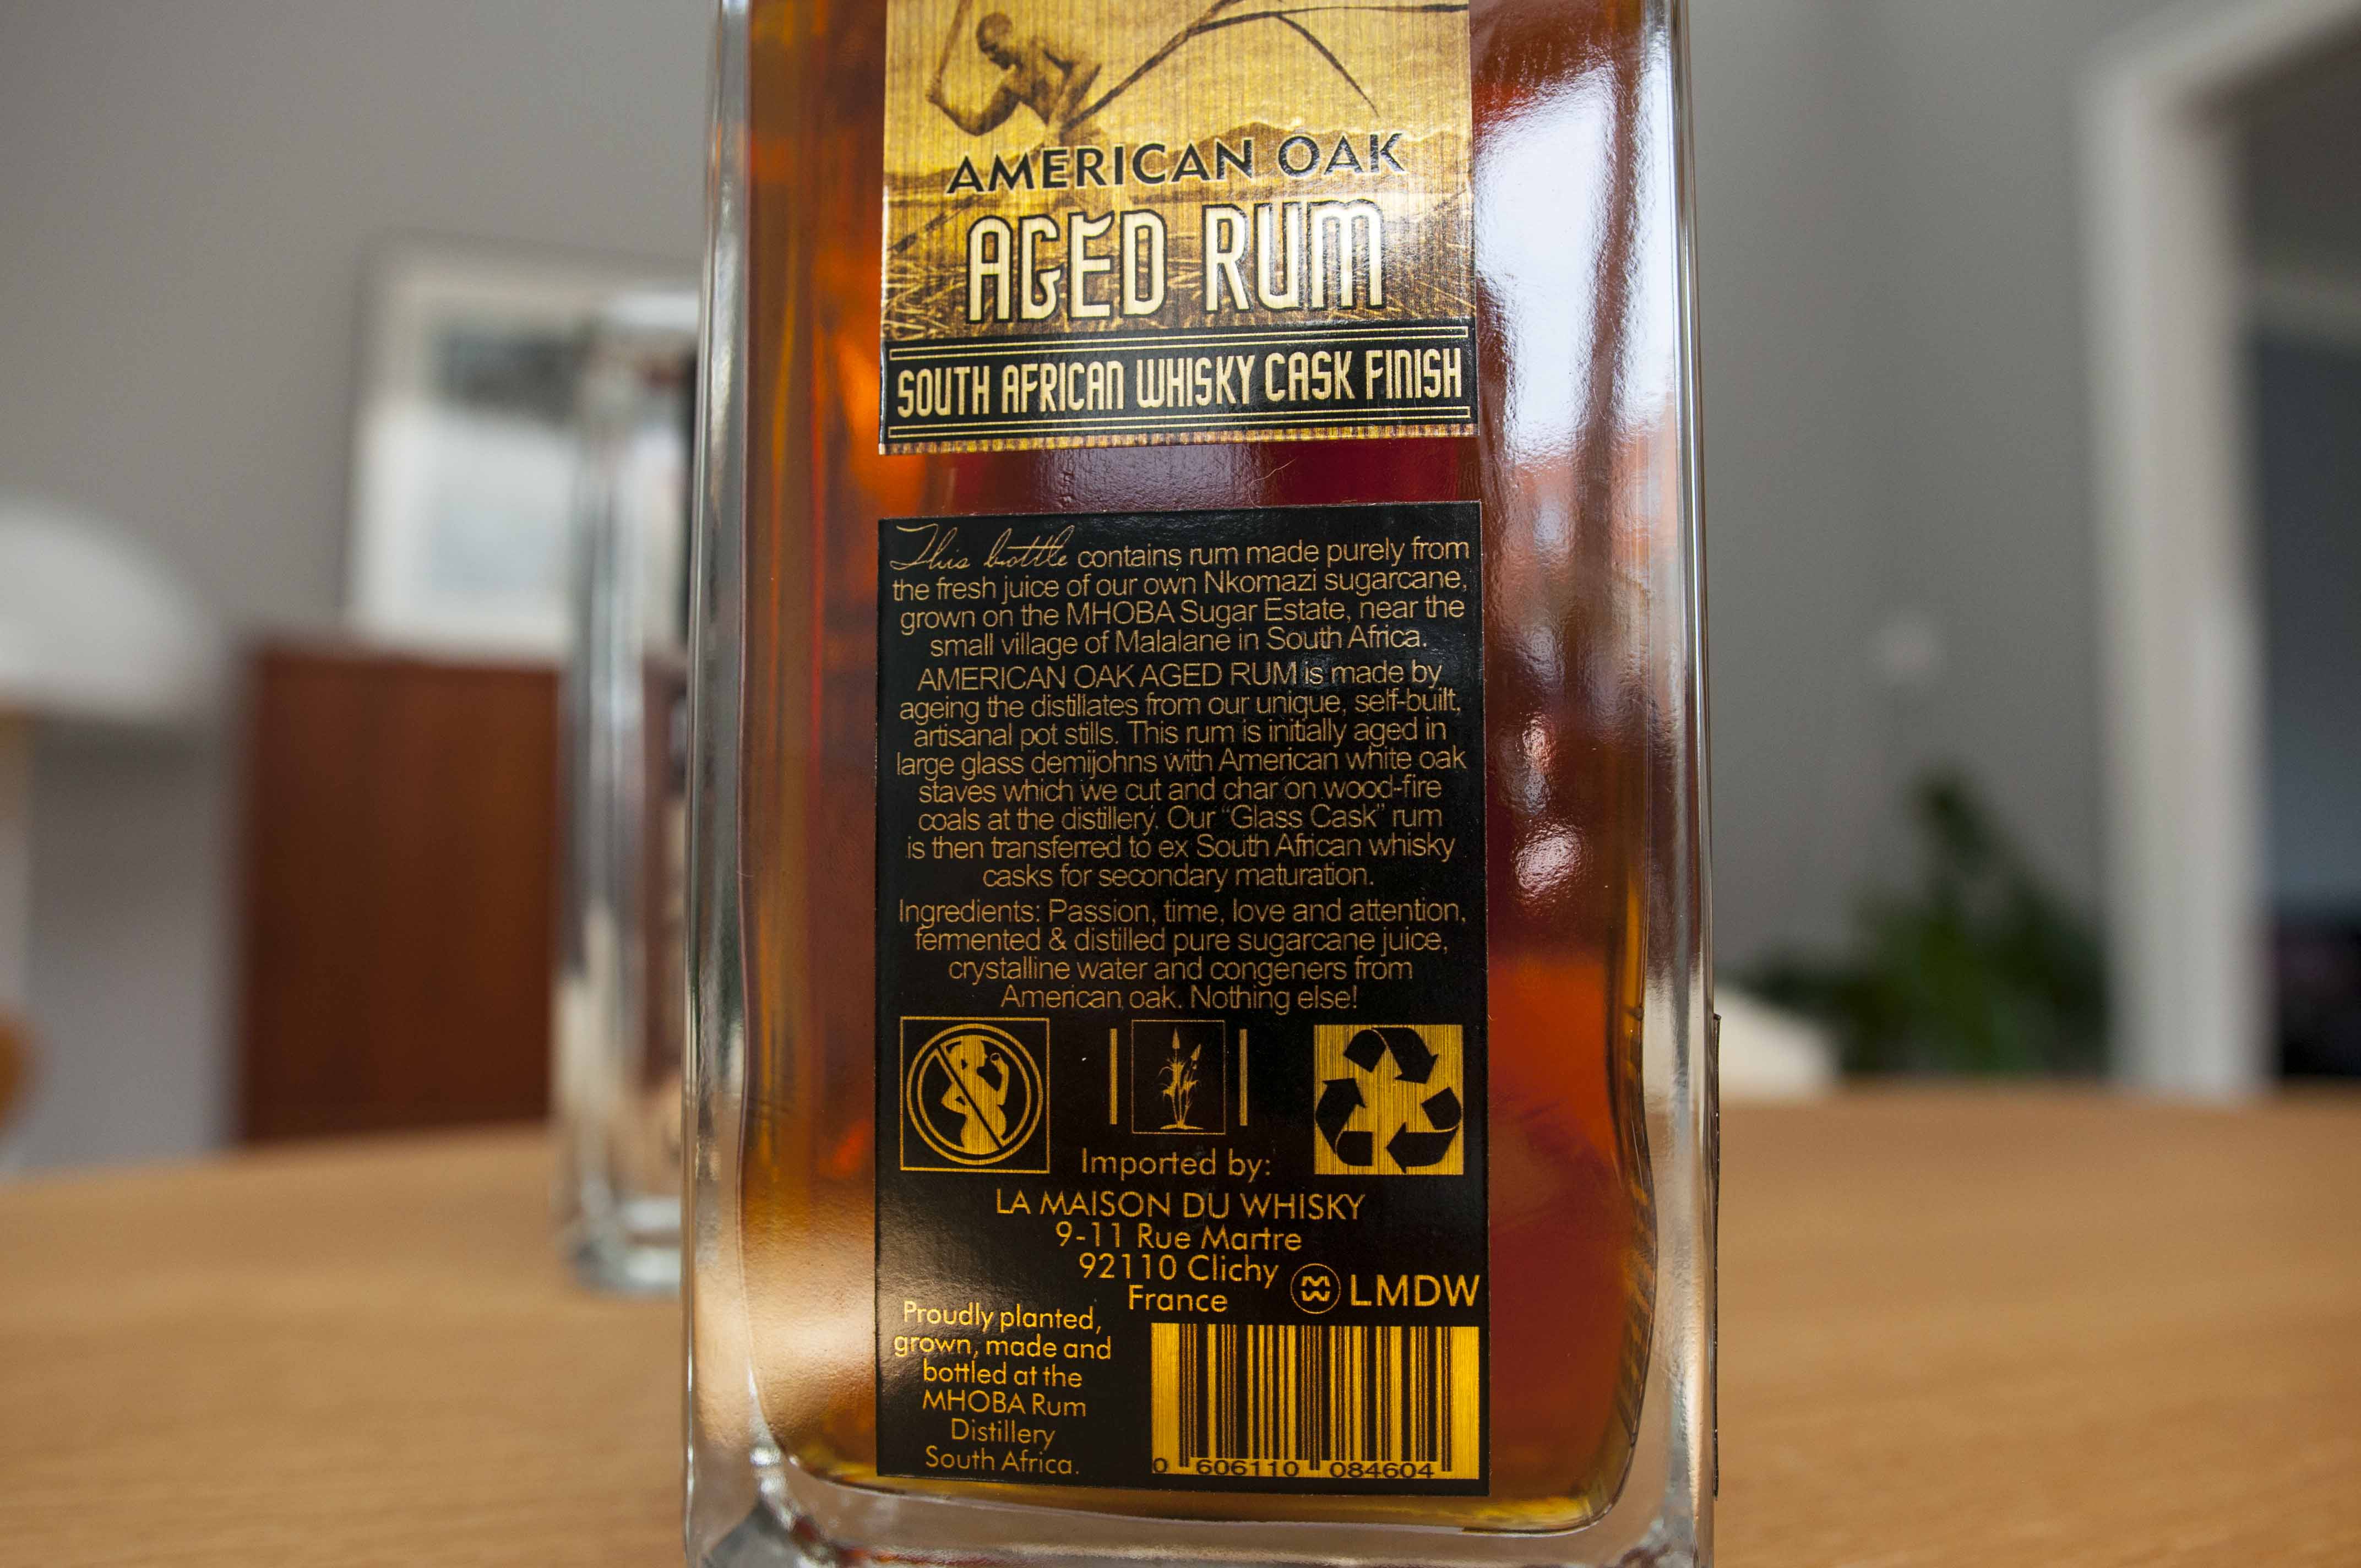 AMERICAN OAK
AGED RUM
SOUTH AFRICAN WHISKY CASK FINISH
This bottle contains rum made purely from
the fresh juice of our own Nkomazi sugarcane,
grown on the MHOBA Sugar Estate, near the
small village of Malalane in South Africa.
AMERICAN OAK AGED RUM is made by
ageing the distillates from our unique, self-built,
artisanal pot stills. This rum is initially aged in
large glass demijohns with American white oak
staves which we cut and char on wood-fire
coals at the distillery. Our “Glass Cask” rum
is then transferred to ex South African whisky
casks for secondary maturation.
Ingredients: Passion, time, love and attention,
fermented & distilled pure sugarcane juice,
crystalline water and congeners from
American oak. Nothing else!
Imported by:
LA MAISON DU WHISKY
9-11 Rue Martre
92110 Clichy
France
LMDW
Proudly planted,
grown, made and
bottled at the
MHOBA Rum
Distillery
South Africa.
0 606110 084604